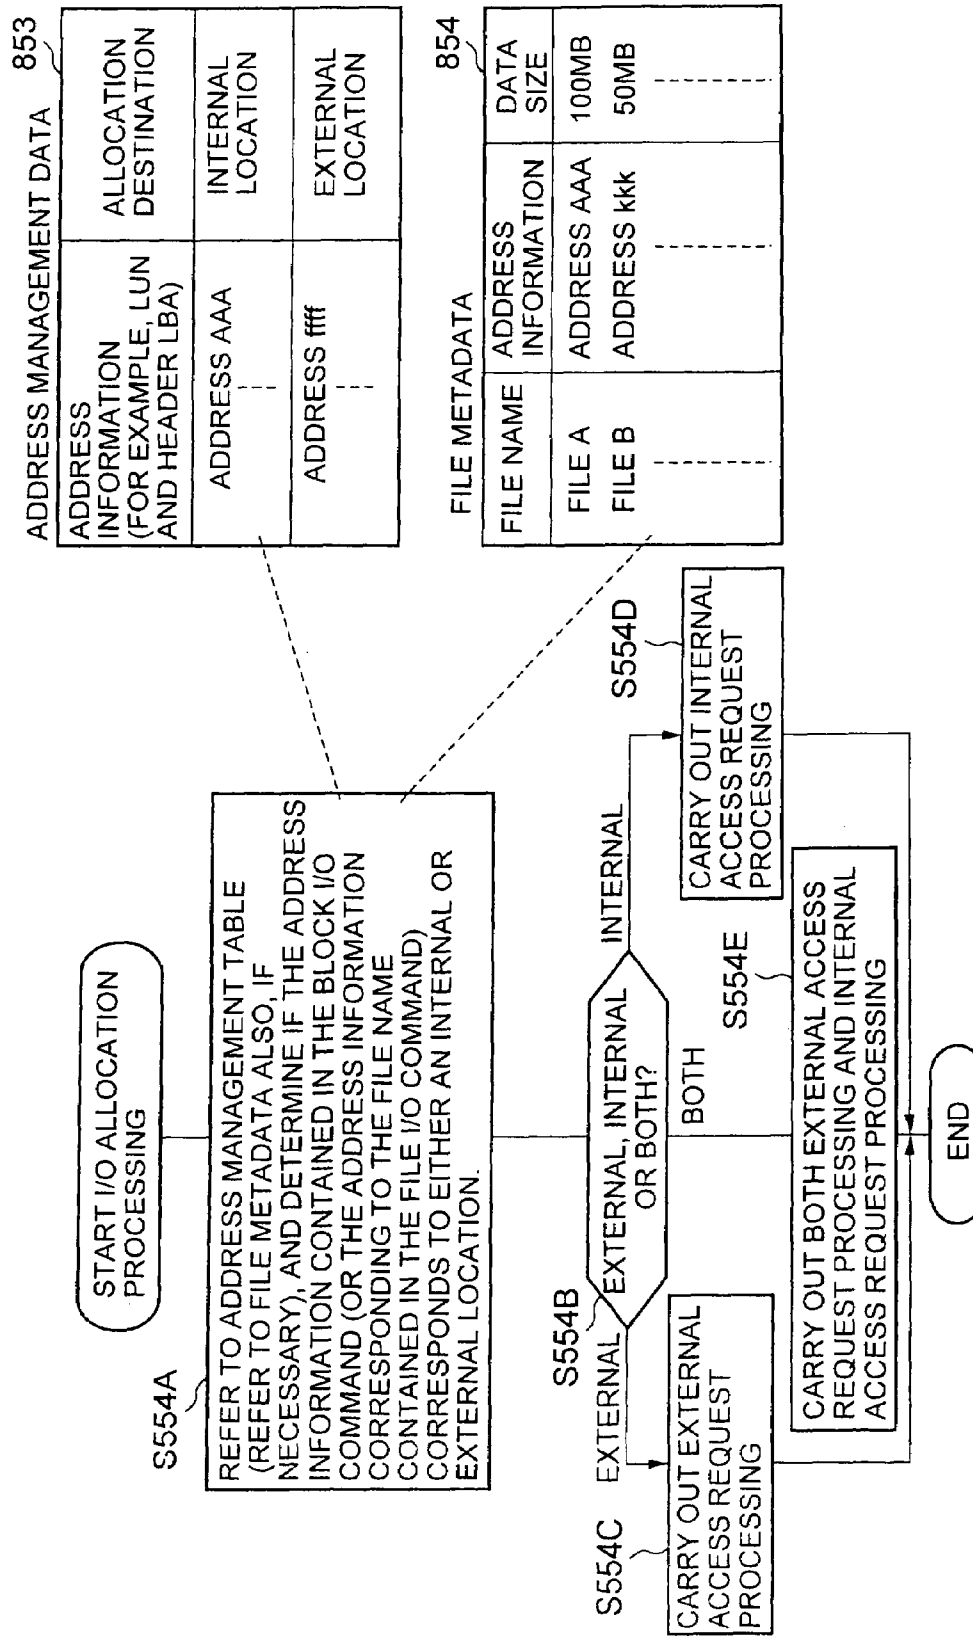 START I/O ALLOCATION
PROCESSING
S554A
REFER TO ADDRESS MANAGEMENT TABLE
(REFER TO FILE METADATA ALSO, IF
NECESSARY), AND DETERMINE IF THE ADDRESS
INFORMATION CONTAINED IN THE BLOCK I/O
COMMAND (OR THE ADDRESS INFORMATION
CORRESPONDING TO THE FILE NAME
CONTAINED IN THE FILE I/O COMMAND)
CORRESPONDS TO EITHER AN INTERNAL OR
EXTERNAL LOCATION.
S554B
EXTERNAL, INTERNAL
OR BOTH?
EXTERNAL
INTERNAL
BOTH
S554C
CARRY OUT EXTERNAL
ACCESS REQUEST
PROCESSING
S554D
CARRY OUT INTERNAL
ACCESS REQUEST
PROCESSING
S554E
CARRY OUT BOTH EXTERNAL ACCESS
REQUEST PROCESSING AND INTERNAL
ACCESS REQUEST PROCESSING
END
ADDRESS MANAGEMENT DATA
853
ADDRESS
INFORMATION
(FOR EXAMPLE, LUN
AND HEADER LBA)
ALLOCATION
DESTINATION
ADDRESS AAA
INTERNAL
LOCATION
ADDRESS ffff
EXTERNAL
LOCATION
FILE METADATA
854
FILE NAME
ADDRESS
INFORMATION
DATA
SIZE
FILE A
ADDRESS AAA
100MB
FILE B
ADDRESS kkk
50MB